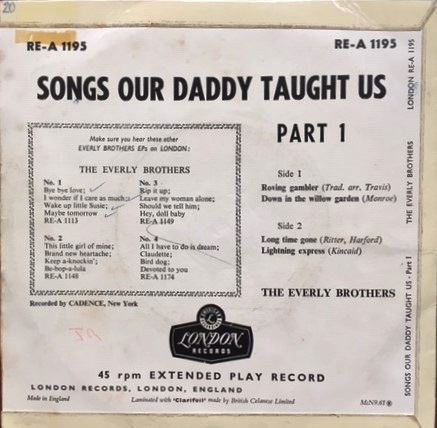 20
RE-A 1195
RE-A 1195
SONGS OUR DADDY TAUGHT US
PART 1
Make sure you hear these other
EVERLY BROTHERS EPs on LONDON:
THE EVERLY BROTHERS
No. 1
Bye bye love;
I wonder if I care as much;
Wake up little Susie;
Maybe tomorrow
RE-A 1113
No. 3
Rip it up;
Leave my woman alone;
Should we tell him;
Hey, doll baby
RE-A 1149
No. 2
This little girl of mine;
Brand new heartache;
Keep a-knockin';
Be-bop-a-lula
RE-A 1148
No. 4
All I have to do is dream;
Claudette;
Bird dog;
Devoted to you
RE-A 1174
Side 1
Roving gambler (Trad. arr. Travis)
Down in the willow garden (Monroe)
Side 2
Long time gone (Ritter, Harford)
Lightning express (Kincaid)
THE EVERLY BROTHERS
Recorded by CADENCE, New York
LONDON
RECORDS
45 rpm EXTENDED PLAY RECORD
LONDON RECORDS, LONDON, ENGLAND
Made in England
Laminated with 'Clarifoil' made by British Celanese Limited
SONGS OUR DADDY TAUGHT US - Part 1
THE EVERLY BROTHERS
LONDON RE-A 1195